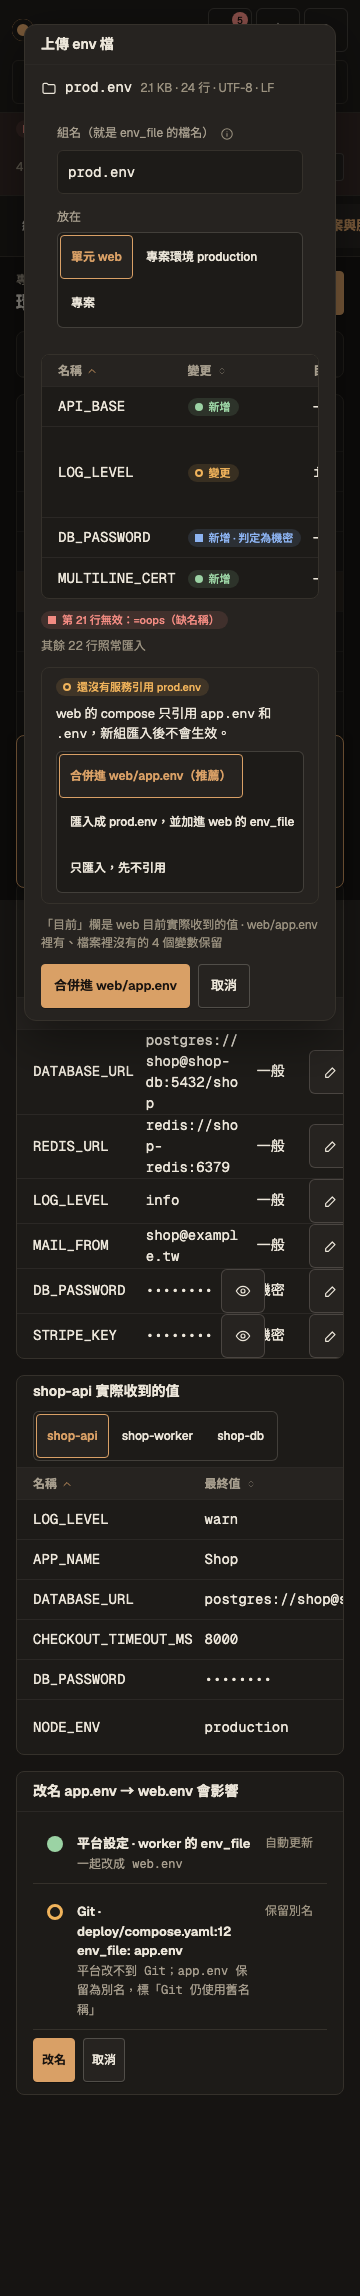 5
上傳 env 檔
prod.env 2.1 KB · 24 行 · UTF-8 · LF
組名（就是 env_file 的檔名）
prod.env
放在
單元 web 專案環境 production
專案
名稱 變更
API_BASE 新增
LOG_LEVEL 變更
DB_PASSWORD 新增 · 判定為機密
MULTILINE_CERT 新增
第 21 行無效：=oops（缺名稱）
其餘 22 行照常匯入
還沒有服務引用 prod.env
web 的 compose 只引用 app.env 和
.env，新組匯入後不會生效。
合併進 web/app.env（推薦）
匯入成 prod.env，並加進 web 的 env_file
只匯入，先不引用
「目前」欄是 web 目前實際收到的值 · web/app.env
裡有、檔案裡沒有的 4 個變數保留
合併進 web/app.env 取消
postgres://
shop@shop-
DATABASE_URL db:5432/sho 一般
p
redis://sho
REDIS_URL p- 一般
redis:6379
LOG_LEVEL info 一般
MAIL_FROM shop@exampl 一般
e.tw
DB_PASSWORD •••••••• 機密
STRIPE_KEY •••••••• 機密
shop-api 實際收到的值
shop-api shop-worker shop-db
名稱 最終值
LOG_LEVEL warn
APP_NAME Shop
DATABASE_URL postgres://shop@s
CHECKOUT_TIMEOUT_MS 8000
DB_PASSWORD ••••••••
NODE_ENV production
改名 app.env → web.env 會影響
平台設定 · worker 的 env_file 自動更新
一起改成 web.env
Git · 保留別名
deploy/compose.yaml:12
env_file: app.env
平台改不到 Git；app.env 保
留為別名，標「Git 仍使用舊名
稱」
改名 取消